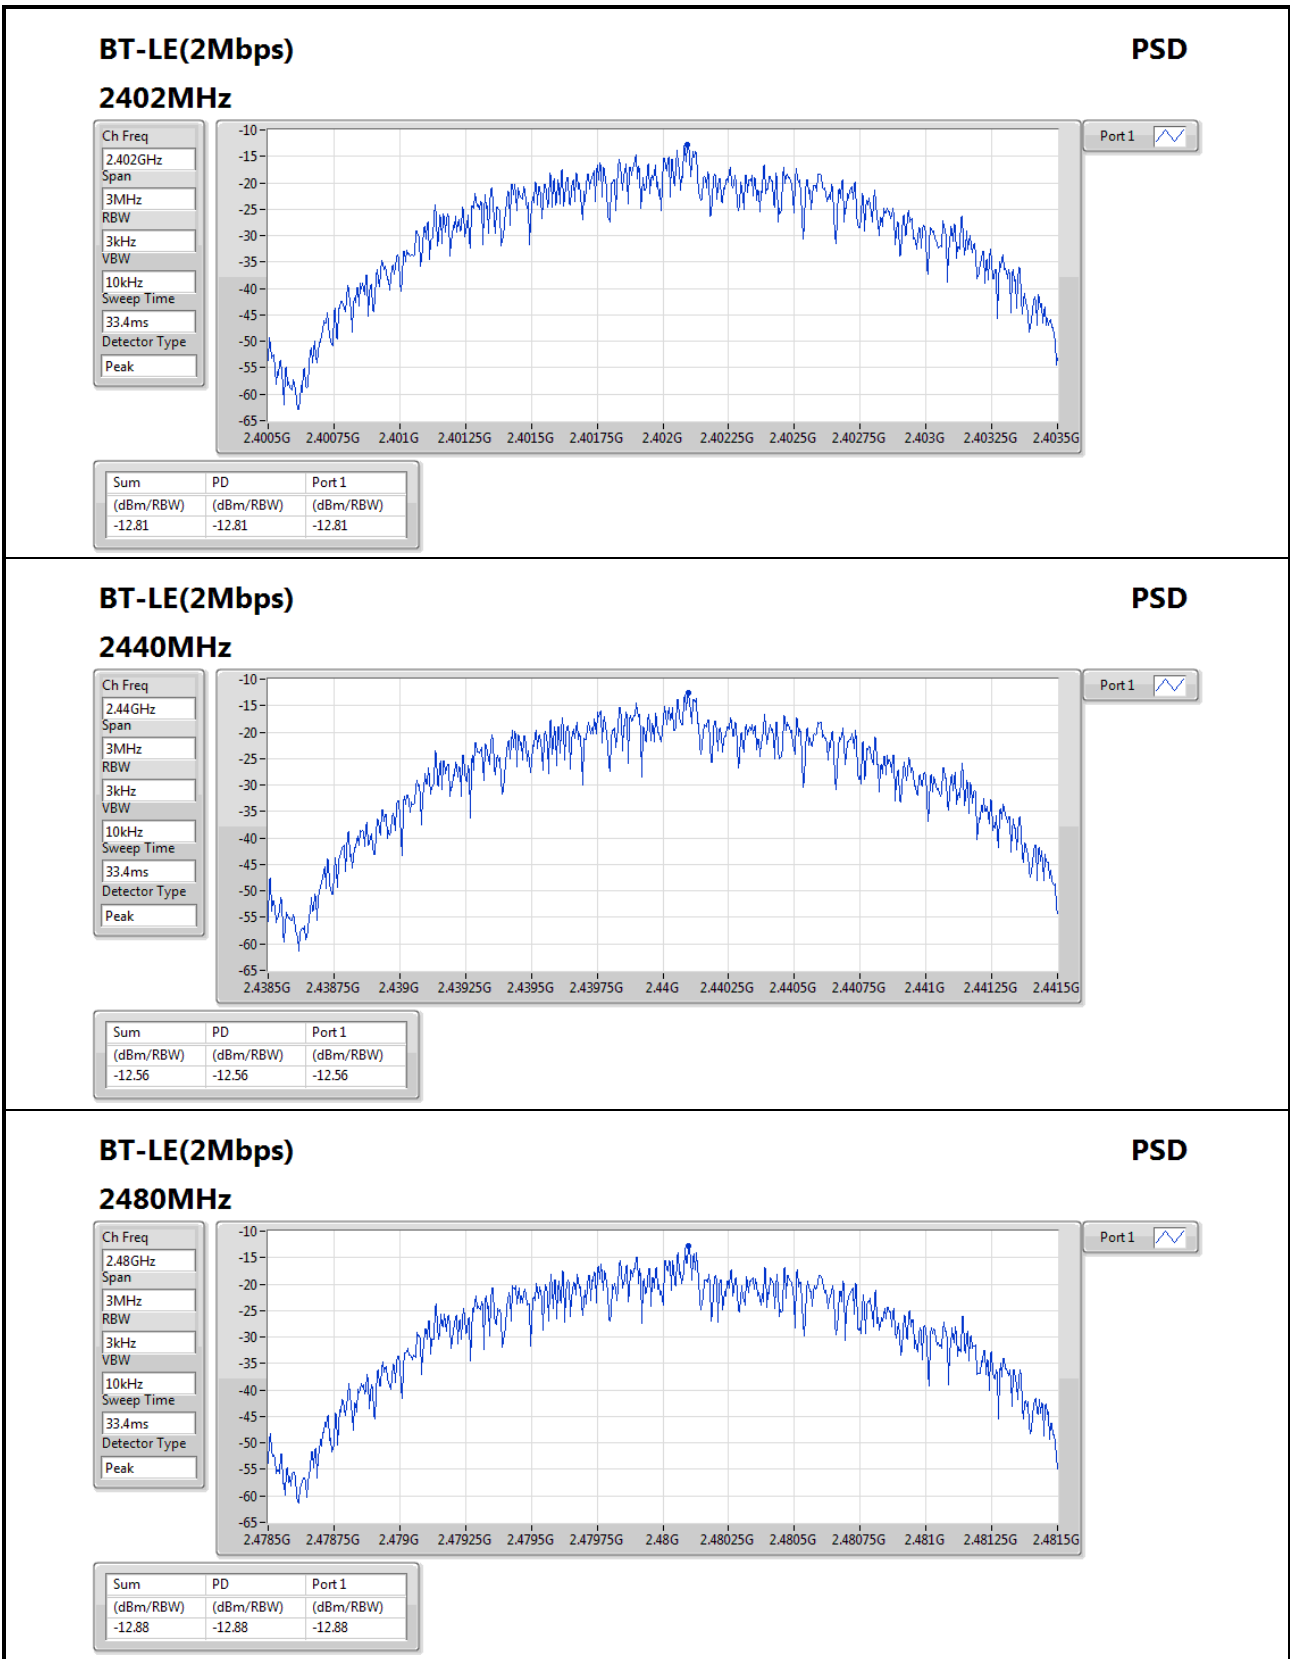 BT-LE(2Mbps) PSD
2402MHz
Ch Freq
2.402GHz
Span
3MHz
RBW
3kHz
VBW
10kHz
Sweep Time
33.4ms
Detector Type
Peak
-10
-15
-20
-25
-30
-35
-40
-45
-50
-55
-60
-65
2.4005G 2.40075G 2.401G 2.40125G 2.4015G 2.40175G 2.402G 2.40225G 2.4025G 2.40275G 2.403G 2.40325G 2.4035G
Port 1
Sum PD Port 1
(dBm/RBW) (dBm/RBW) (dBm/RBW)
-12.81 -12.81 -12.81
BT-LE(2Mbps) PSD
2440MHz
Ch Freq
2.44GHz
Span
3MHz
RBW
3kHz
VBW
10kHz
Sweep Time
33.4ms
Detector Type
Peak
-10
-15
-20
-25
-30
-35
-40
-45
-50
-55
-60
-65
2.4385G 2.43875G 2.439G 2.43925G 2.4395G 2.43975G 2.44G 2.44025G 2.4405G 2.44075G 2.441G 2.44125G 2.4415G
Port 1
Sum PD Port 1
(dBm/RBW) (dBm/RBW) (dBm/RBW)
-12.56 -12.56 -12.56
BT-LE(2Mbps) PSD
2480MHz
Ch Freq
2.48GHz
Span
3MHz
RBW
3kHz
VBW
10kHz
Sweep Time
33.4ms
Detector Type
Peak
-10
-15
-20
-25
-30
-35
-40
-45
-50
-55
-60
-65
2.4785G 2.47875G 2.479G 2.47925G 2.4795G 2.47975G 2.48G 2.48025G 2.4805G 2.48075G 2.481G 2.48125G 2.4815G
Port 1
Sum PD Port 1
(dBm/RBW) (dBm/RBW) (dBm/RBW)
-12.88 -12.88 -12.88